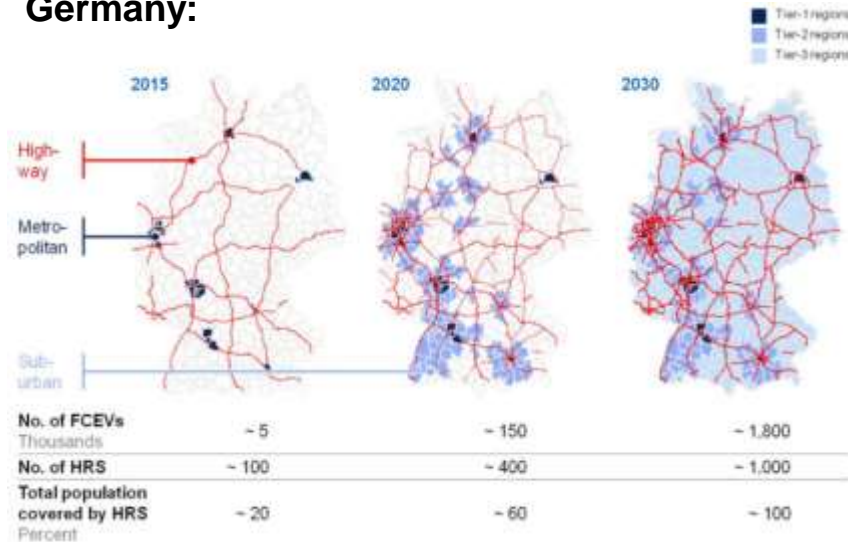 Germany:
Tier-1 regions
Tier-2 regions
Tier-3 regions
2015
2020
2030
High-
way
Metro-
politan
Sub-
urban
No. of FCEVs
Thousands
~ 5
~ 150
~ 1,800
No. of HRS
~ 100
~ 400
~ 1,000
Total population
covered by HRS
Percent
~ 20
~ 60
~ 100